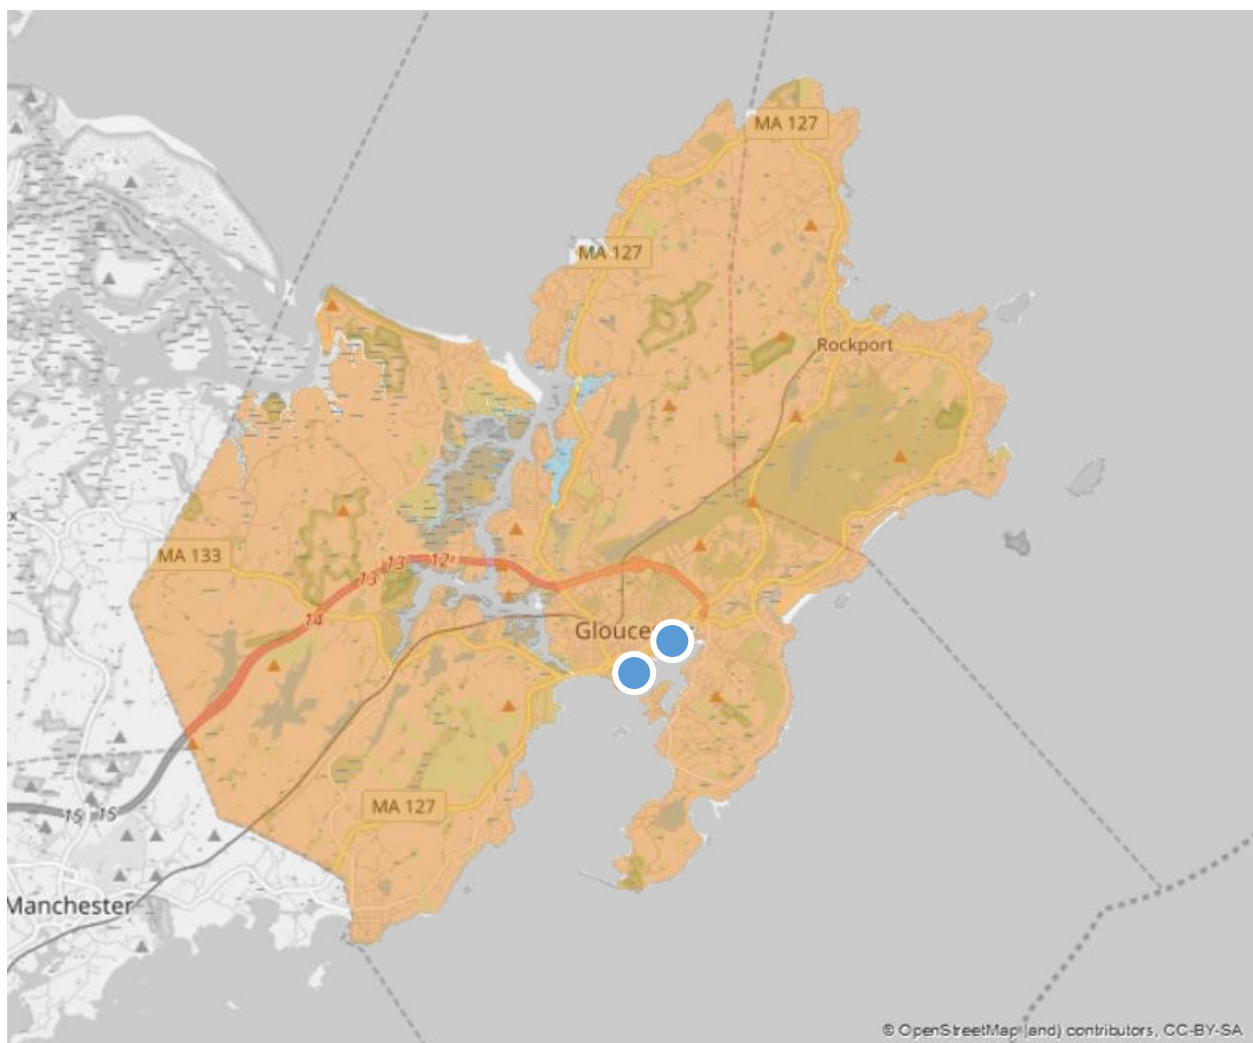 MA 127
MA 127
Rockport
MA 133
13
13
12
14
Glouce
MA 127
15
15
Manchester
© OpenStreetMap (and) contributors, CC-BY-SA